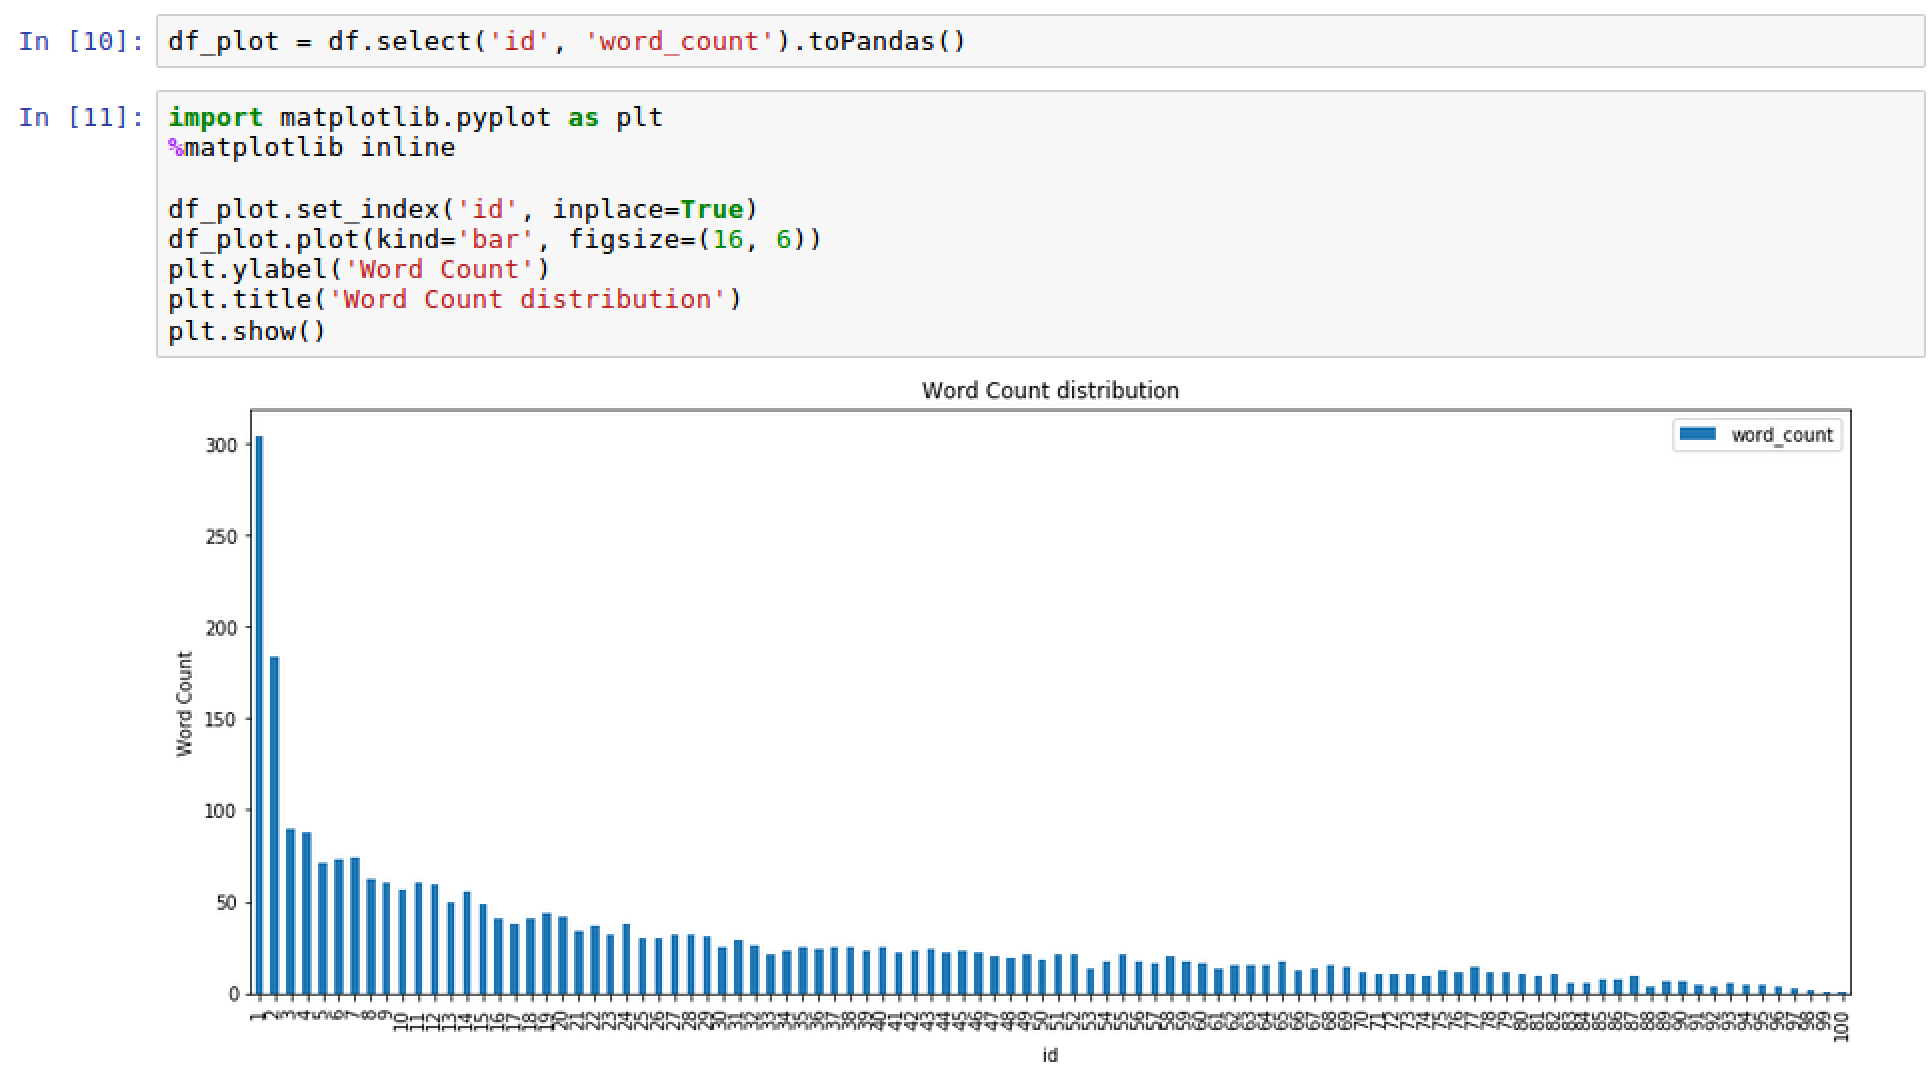 In [10]: df_plot = df.select('id', 'word_count').toPandas()
In [11]: import matplotlib.pyplot as plt
%matplotlib inline
df_plot.set_index('id', inplace=True)
df_plot.plot(kind='bar', figsize=(16, 6))
plt.ylabel('Word Count')
plt.title('Word Count distribution')
plt.show()
Word Count distribution
word_count
300
250
200
150
100
50
0
Word Count
1 2 3 4 5 6 7 8 9 10 11 12 13 14 15 16 17 18 19 20 21 22 23 24 25 26 27 28 29 30 31 32 33 34 35 36 37 38 39 40 41 42 43 44 45 46 47 48 49 50 51 52 53 54 55 56 57 58 59 60 61 62 63 64 65 66 67 68 69 70 71 72 73 74 75 76 77 78 79 80 81 82 83 84 85 86 87 88 89 90 91 92 93 94 95 96 97 98 99 100
id